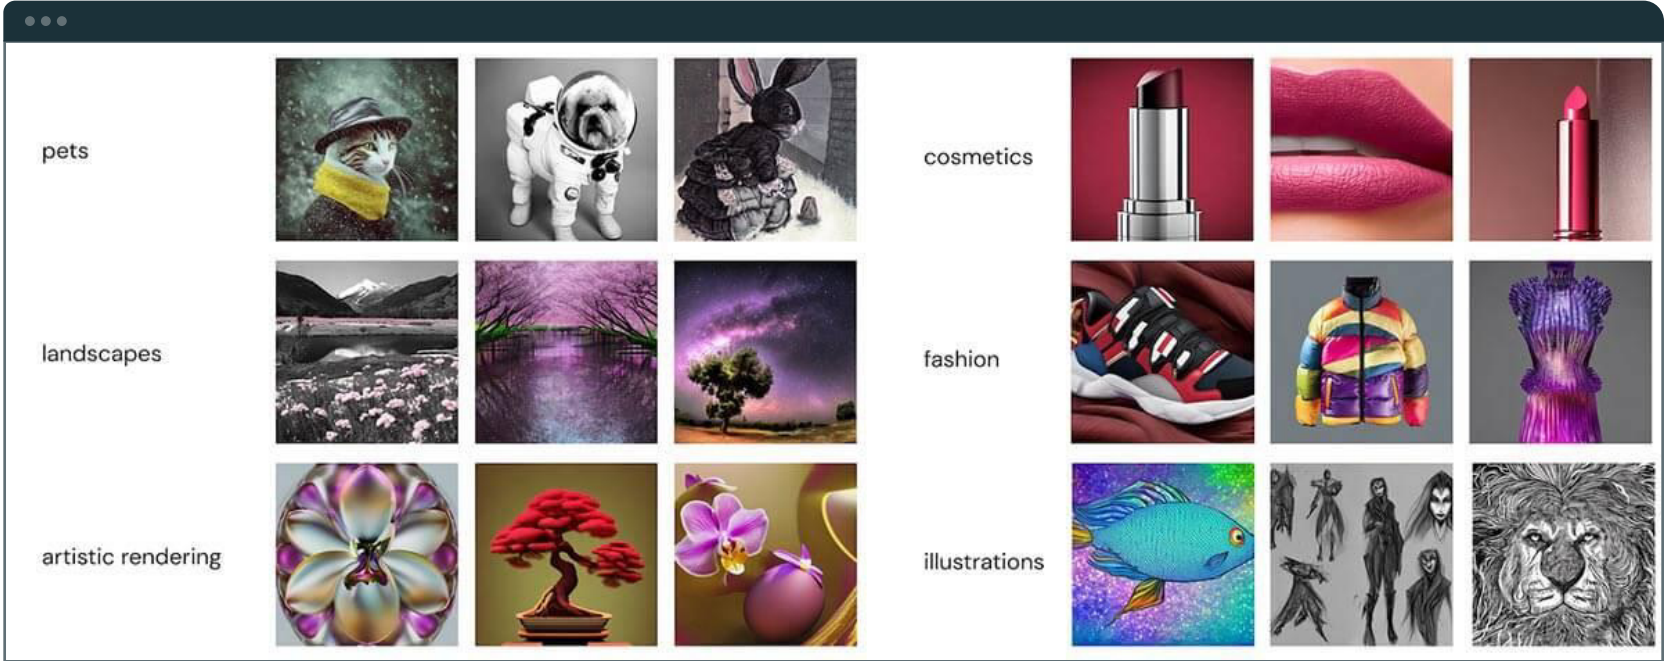 pets
landscapes
artistic rendering
cosmetics
fashion
illustrations